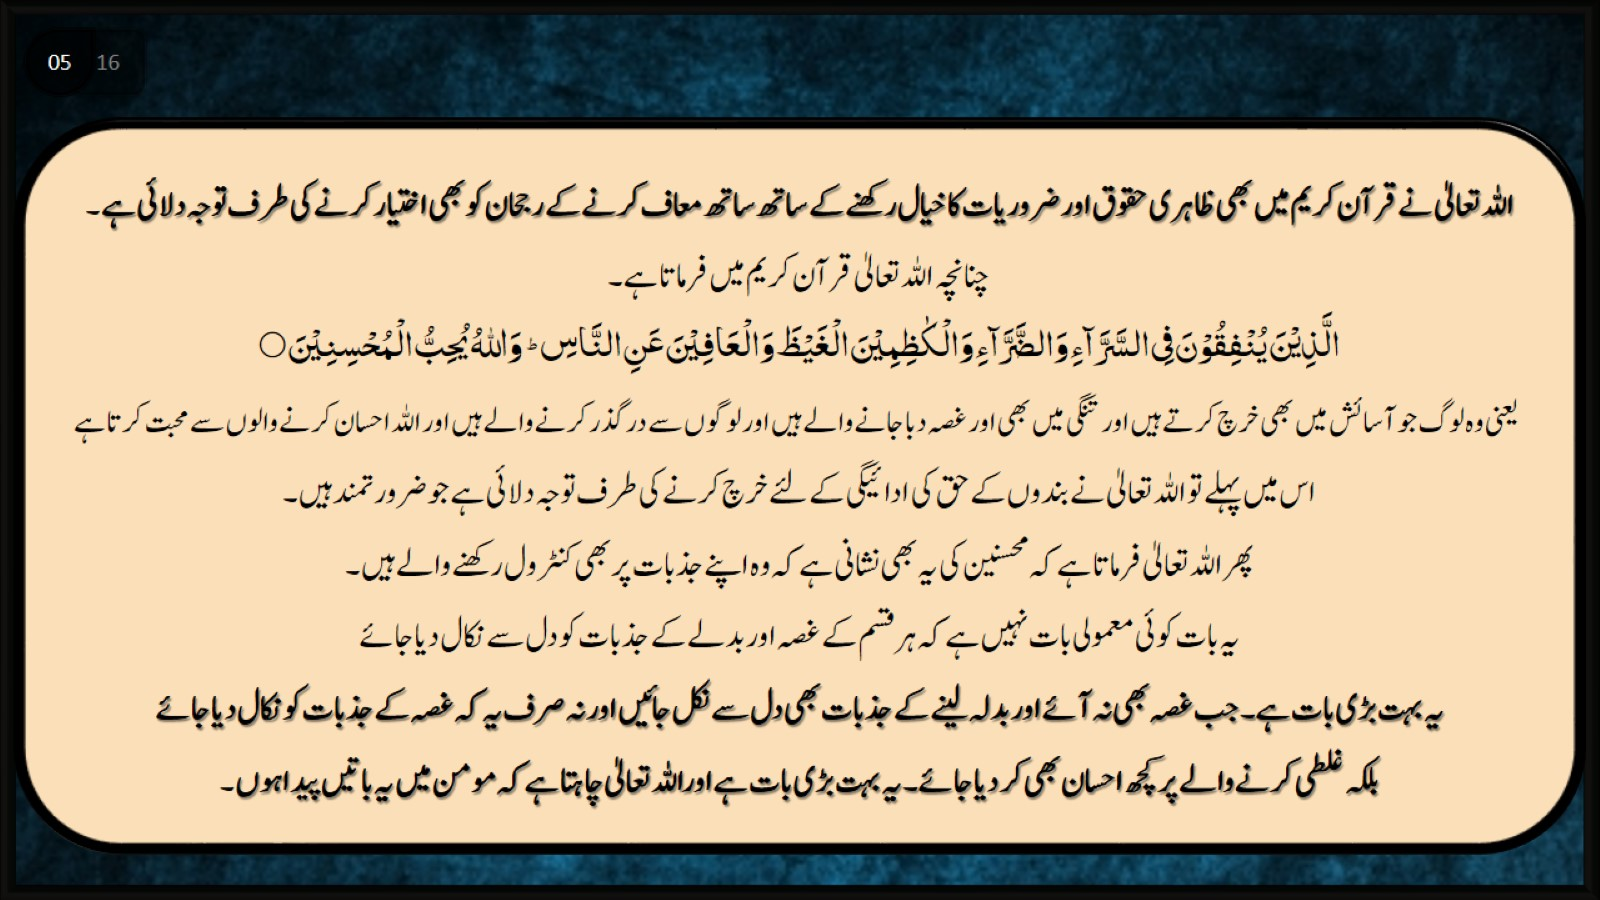 05 16
اللہ تعالیٰ نے قرآن کریم میں بھی ظاہری حقوق اور ضروریات کا خیال رکھنے کے ساتھ ساتھ معاف کرنے کے رجحان کو بھی اختیار کرنے کی طرف توجہ دلائی ہے۔
چنانچہ اللہ تعالیٰ قرآن کریم میں فرماتا ہے۔
الَّذِيْنَ يُنْفِقُوْنَ فِى السَّرَّآءِ وَالضَّرَّآءِ وَالْكٰظِمِيْنَ الْغَيْظَ وَالْعَافِيْنَ عَنِ النَّاسِ ؕ وَاللّٰهُ يُحِبُّ الْمُحْسِنِيْنَ○
یعنی وہ لوگ جو آسائش میں بھی خرچ کرتے ہیں اور تنگی میں بھی اور غصہ دبا جانے والے ہیں اور لوگوں سے درگذر کرنے والے ہیں اور اللہ احسان کرنے والوں سے محبت کرتا ہے
اس میں پہلے تو اللہ تعالیٰ نے بندوں کے حق کی ادائیگی کے لئے خرچ کرنے کی طرف توجہ دلائی ہے جو ضرورتمند ہیں۔
پھر اللہ تعالیٰ فرماتا ہے کہ محسنین کی یہ بھی نشانی ہے کہ وہ اپنے جذبات پر بھی کنٹرول رکھنے والے ہیں۔
یہ بات کوئی معمولی بات نہیں ہے کہ ہر قسم کے غصہ اور بدلے کے جذبات کو دل سے نکال دیا جائے
یہ بہت بڑی بات ہے۔ جب غصہ بھی نہ آئے اور بدلہ لینے کے جذبات بھی دل سے نکل جائیں اور نہ صرف یہ کہ غصہ کے جذبات کو نکال دیا جائے
بلکہ غلطی کرنے والے پر کچھ احسان بھی کر دیا جائے۔ یہ بہت بڑی بات ہے اور اللہ تعالیٰ چاہتا ہے کہ مومن میں یہ باتیں پیدا ہوں۔